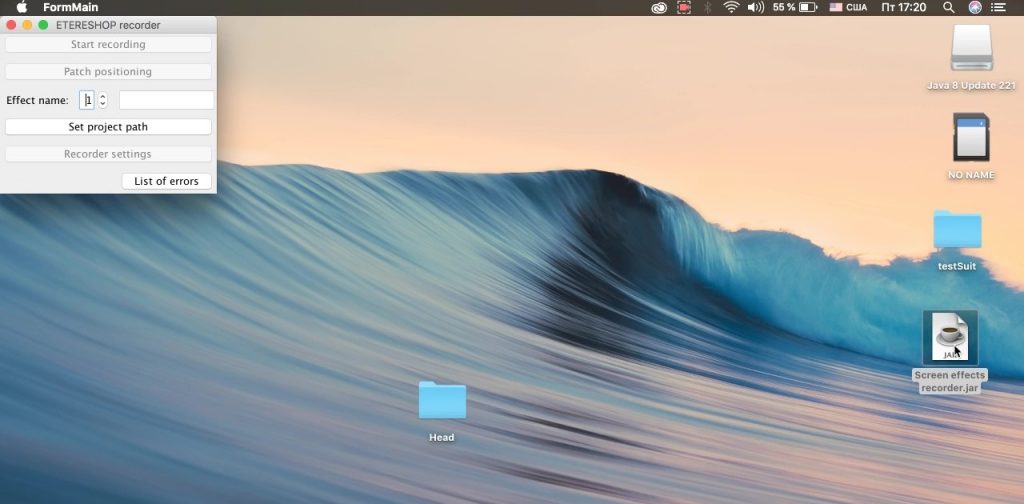 FormMain
55 %
США
Пт 17:20
ETERESHOP recorder
Start recording
Patch positioning
Effect name: 1
Set project path
Recorder settings
List of errors
Java 8 Update 221
NO NAME
testSuit
JAR
Screen effects
recorder.jar
Head